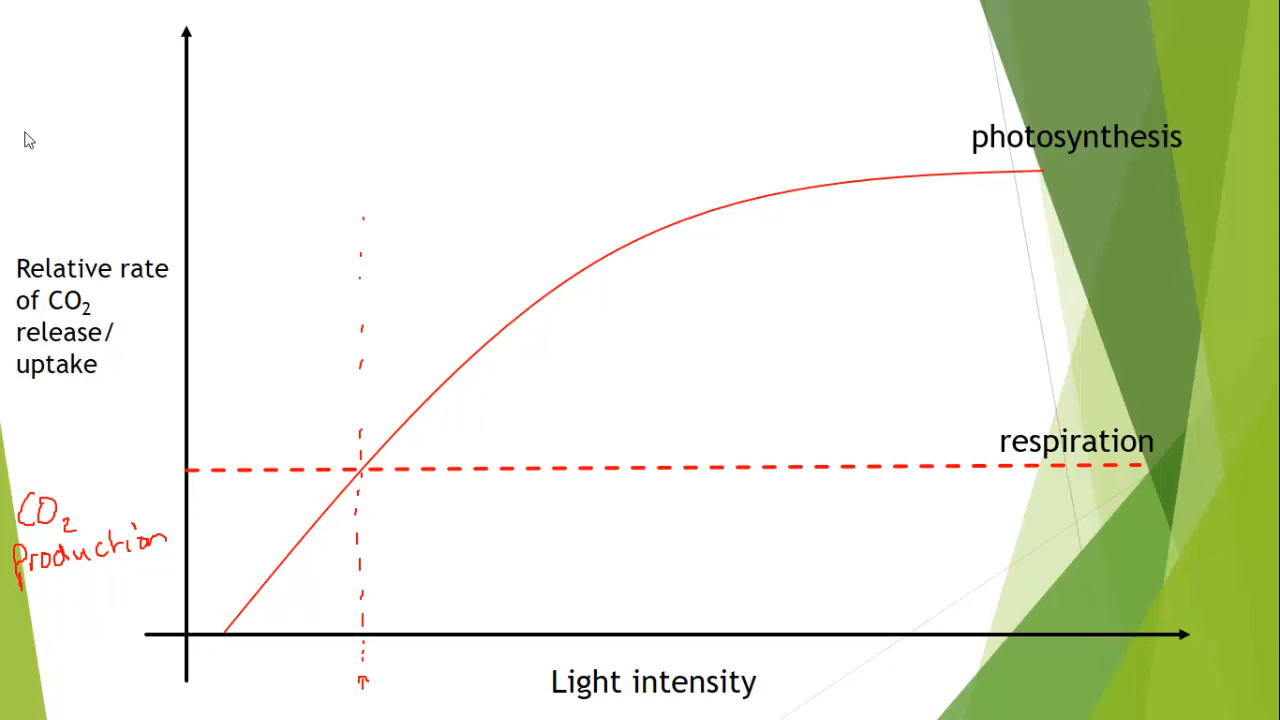 photosynthesis
Relative rate
of CO₂
release/
uptake
respiration
CO₂
Production
Light intensity